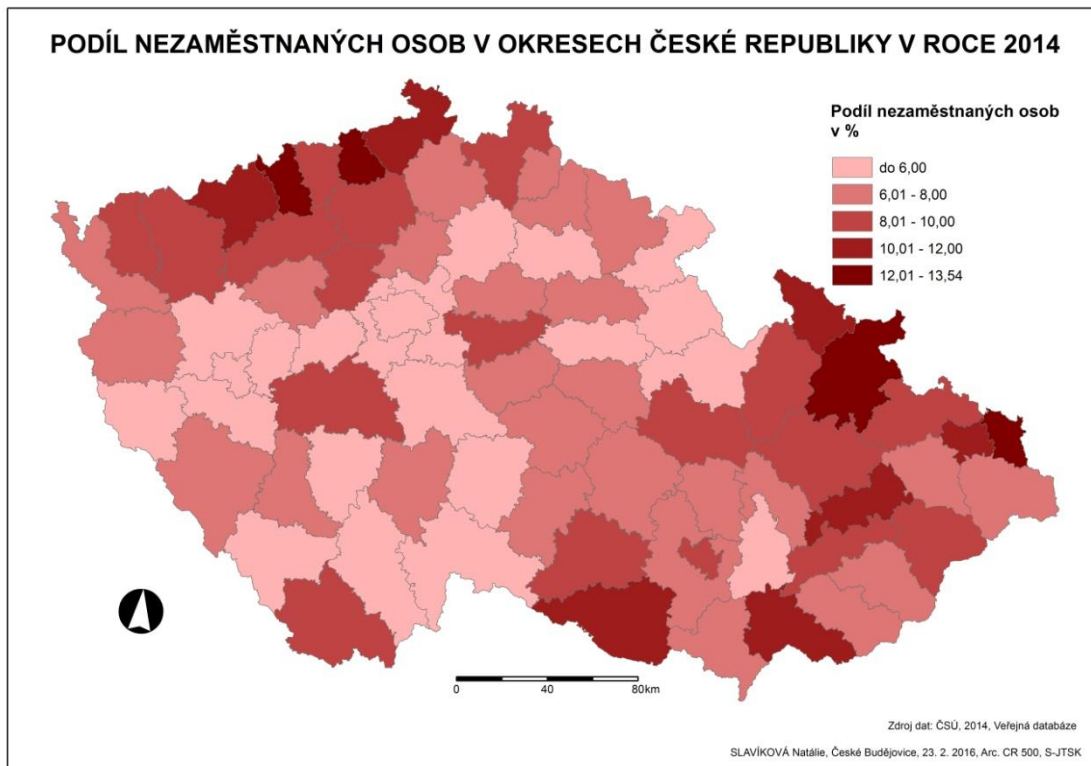 PODÍL NEZAMĚSTNANÝCH OSOB V OKRESECH ČESKÉ REPUBLIKY V ROCE 2014
Podíl nezaměstnaných osob
v %
do 6,00
6,01 - 8,00
8,01 - 10,00
10,01 - 12,00
12,01 - 13,54
0 40 80km
Zdroj dat: ČSÚ, 2014, Veřejná databáze
SLAVÍKOVÁ Natálie, České Budějovice, 23. 2. 2016, Arc. CR 500, S-JTSK